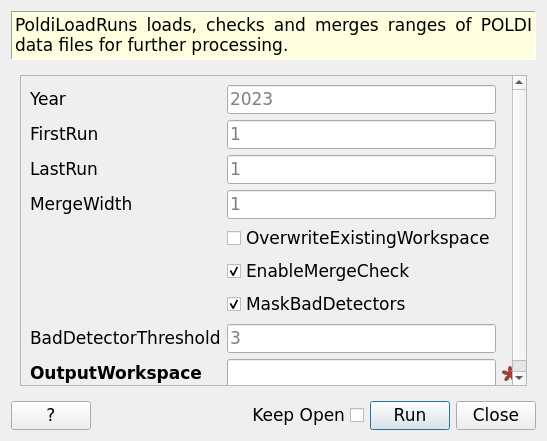 PoldiLoadRuns loads, checks and merges ranges of POLDI
data files for further processing.
Year 2023
FirstRun 1
LastRun 1
MergeWidth 1
OverwriteExistingWorkspace
EnableMergeCheck
MaskBadDetectors
BadDetectorThreshold 3
OutputWorkspace *
? Keep Open Run Close